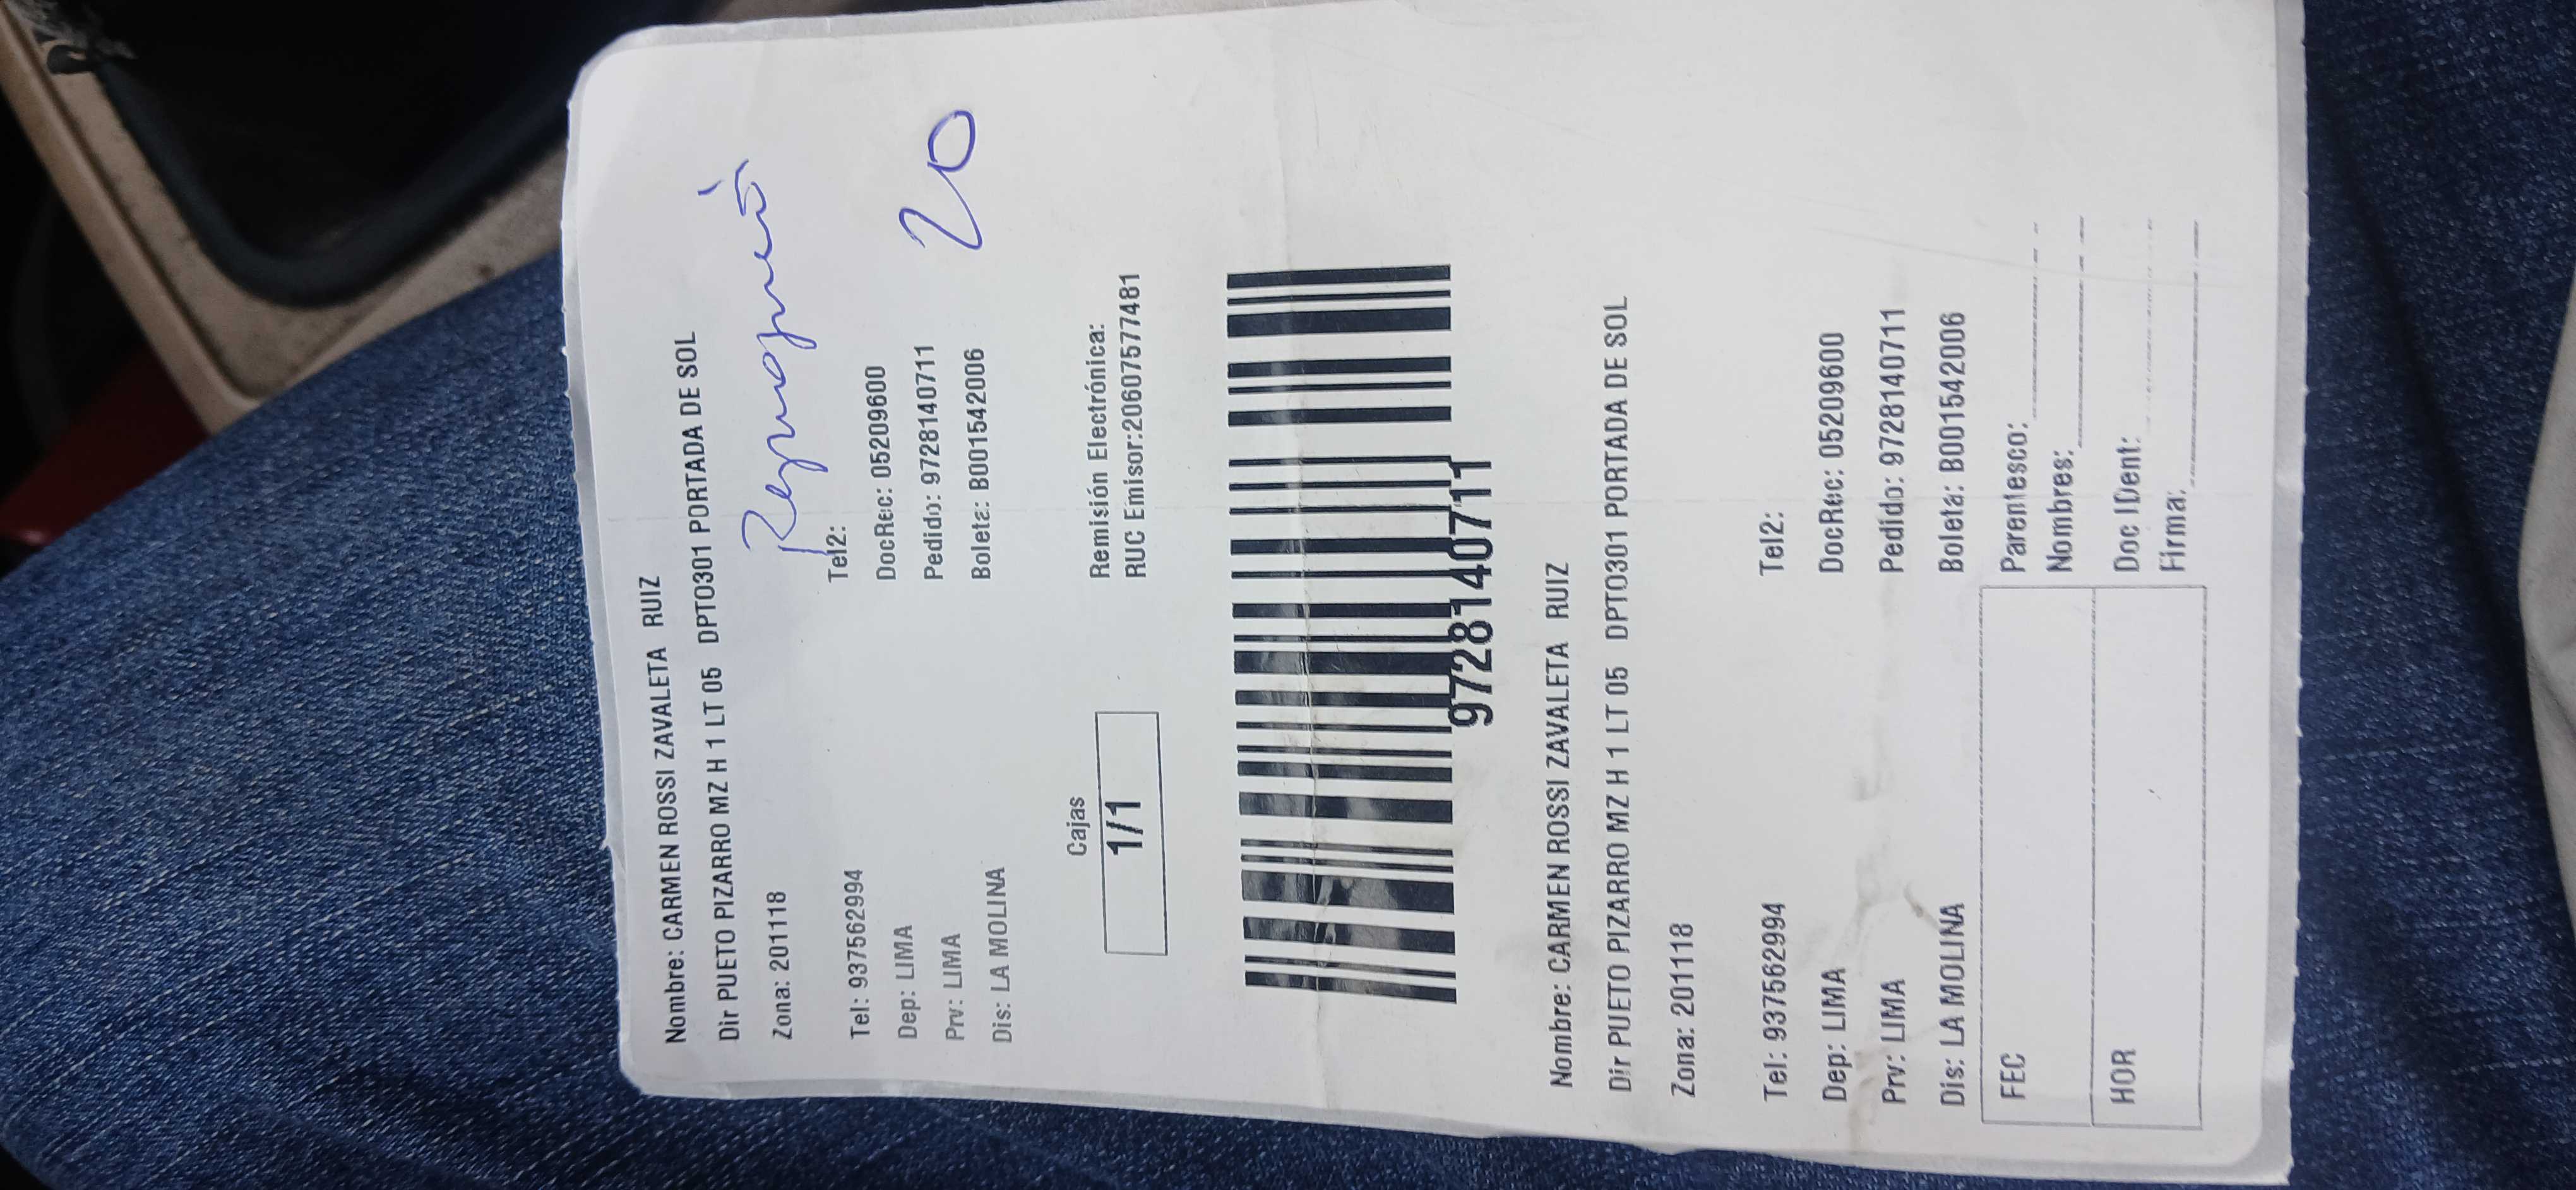 Nombre: CARMEN ROSSI ZAVALETA RUIZ
Dir PUETO PIZARRO MZ H 1 LT 05 DPTO301 PORTADA DE SOL
Zona: 201118
Tel: 937562994 Tel2:
Dep: LIMA DocRec: 05209600
Prv: LIMA Pedido: 9728140711
Dis: LA MOLINA Boleta: B001542006
20
Cajas Remisión Electrónica:
1/1 RUC Emisor:20607577481
9728140711
Nombre: CARMEN ROSSI ZAVALETA RUIZ
Dir PUETO PIZARRO MZ H 1 LT 05 DPTO301 PORTADA DE SOL
Zona: 201118
Tel: 937562994 Tel2:
Dep: LIMA DocRec: 05209600
Prv: LIMA Pedido: 9728140711
Dis: LA MOLINA Boleta: B001542006
FEC Parentesco:
Nombres:
HOR Doc IDent:
Firma: